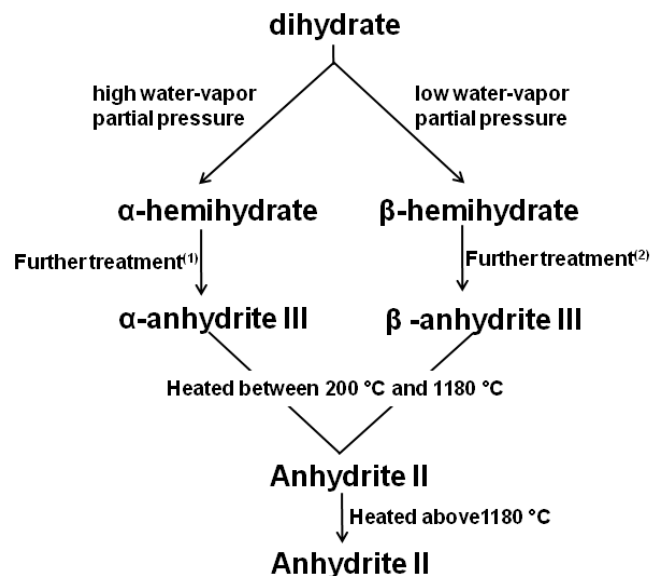 dihydrate
high water-vapor
partial pressure
low water-vapor
partial pressure
α-hemihydrate
β-hemihydrate
Further treatment⁽¹⁾
Further treatment⁽²⁾
α-anhydrite III
β -anhydrite III
Heated between 200 °C and 1180 °C
Anhydrite II
Heated above1180 °C
Anhydrite II